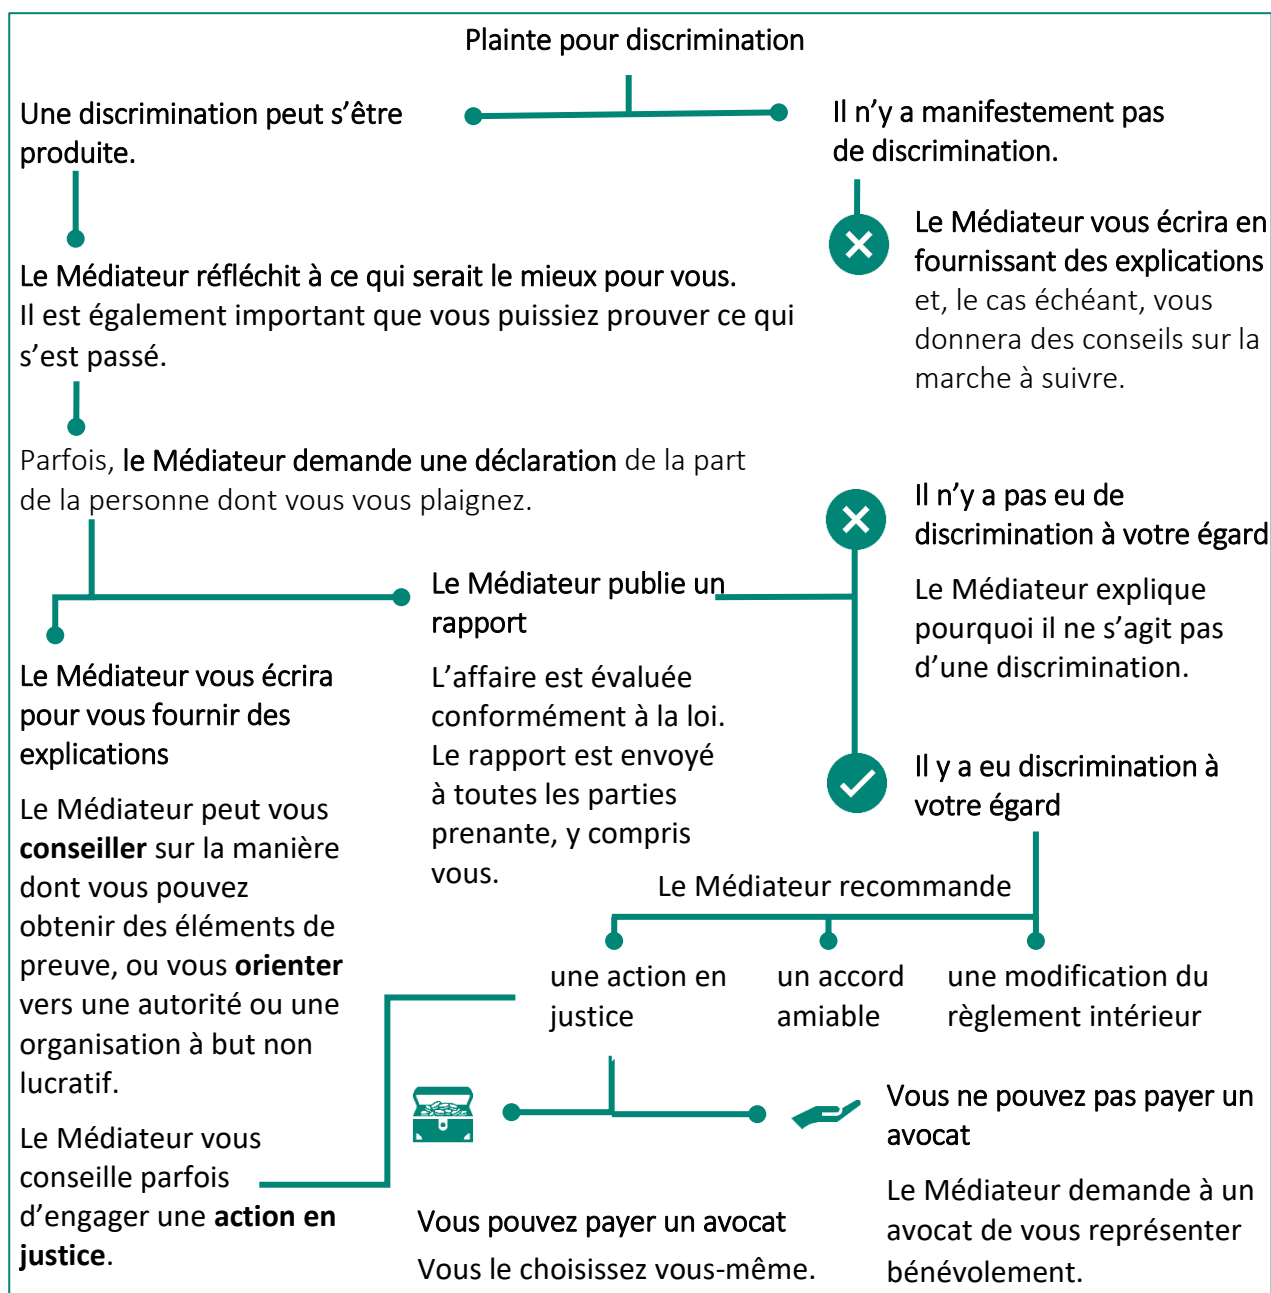 Plainte pour discrimination
Une discrimination peut s’être
produite.
Il n’y a manifestement pas
de discrimination.
Le Médiateur vous écrira en
fournissant des explications
et, le cas échéant, vous
donnera des conseils sur la
marche à suivre.
Le Médiateur réfléchit à ce qui serait le mieux pour vous.
Il est également important que vous puissiez prouver ce qui
s’est passé.
Parfois, le Médiateur demande une déclaration de la part
de la personne dont vous vous plaignez.
Le Médiateur vous écrira
pour vous fournir des
explications
Le Médiateur peut vous
conseiller sur la manière
dont vous pouvez
obtenir des éléments de
preuve, ou vous orienter
vers une autorité ou une
organisation à but non
lucratif.
Le Médiateur vous
conseille parfois
d’engager une action en
justice.
Le Médiateur publie un
rapport
L’affaire est évaluée
conformément à la loi.
Le rapport est envoyé
à toutes les parties
prenante, y compris
vous.
Il n’y a pas eu de
discrimination à votre égard
Le Médiateur explique
pourquoi il ne s’agit pas
d’une discrimination.
Il y a eu discrimination à
votre égard
Le Médiateur recommande
une action en
justice
un accord
amiable
une modification du
règlement intérieur
Vous pouvez payer un avocat
Vous le choisissez vous-même.
Vous ne pouvez pas payer un
avocat
Le Médiateur demande à un
avocat de vous représenter
bénévolement.